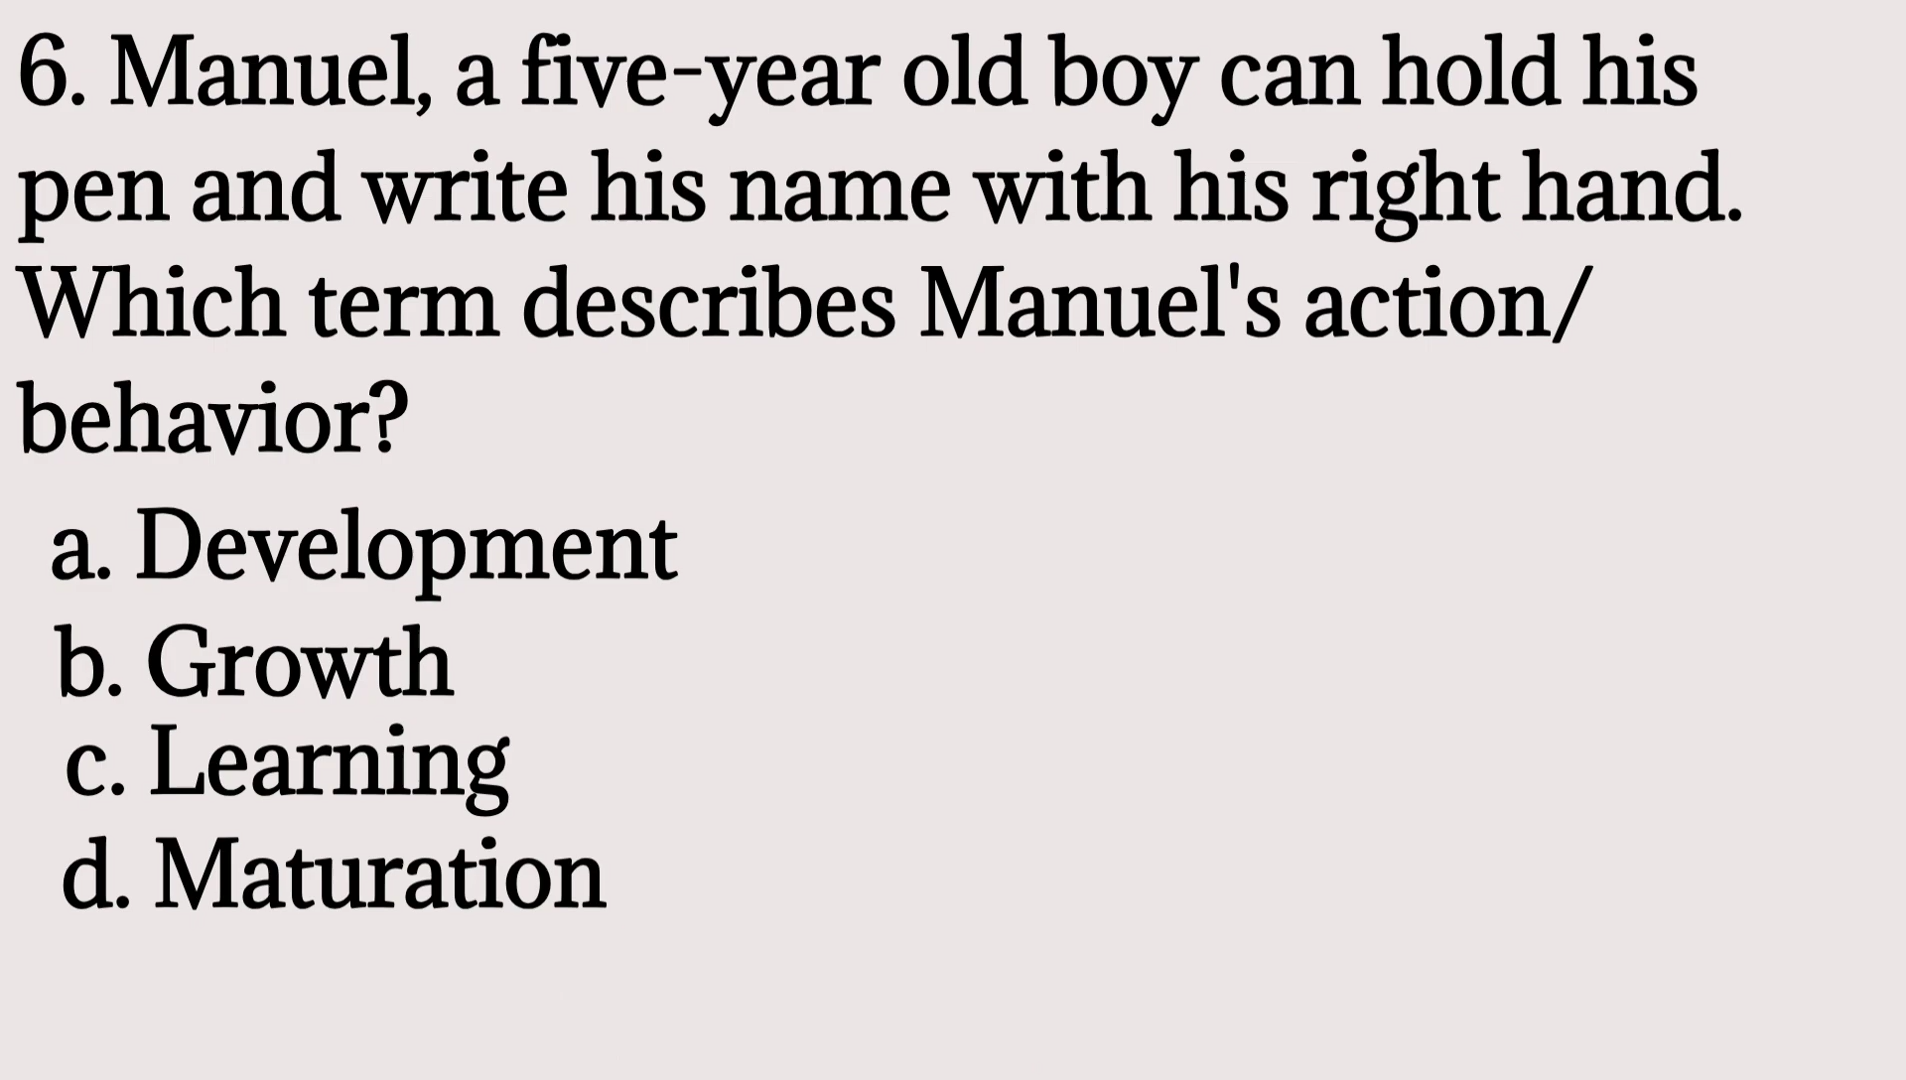 6. Manuel, a five-year old boy can hold his
pen and write his name with his right hand.
Which term describes Manuel's action/
behavior?
a. Development
b. Growth
c. Learning
d. Maturation